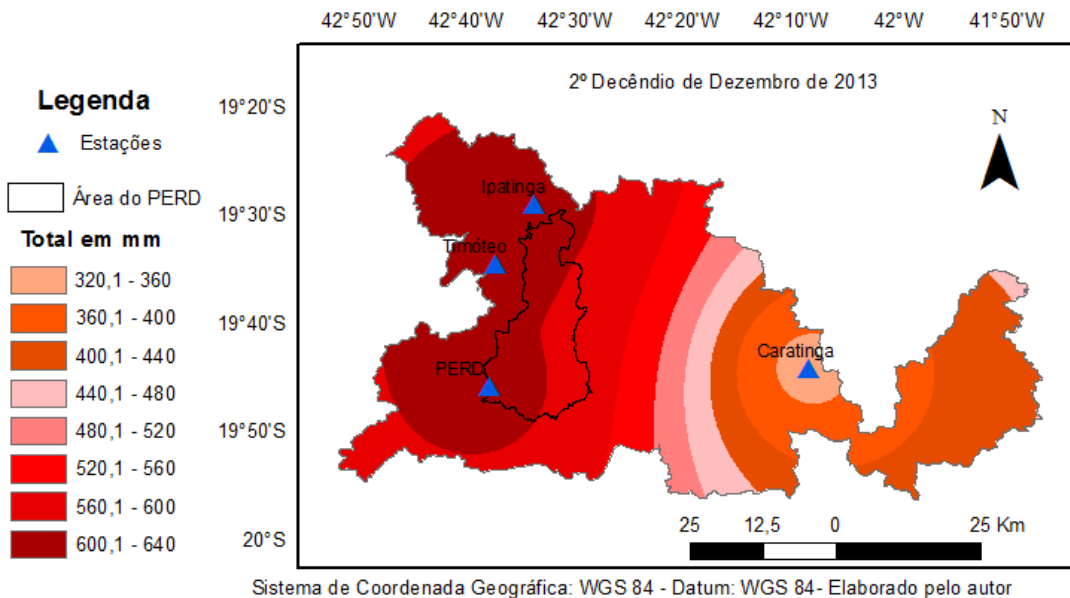 42°50'W 42°40'W 42°30'W 42°20'W 42°10'W 42°W 41°50'W
2º Decêndio de Dezembro de 2013
Legenda
Estações
Área do PERD
Total em mm
320,1 - 360
360,1 - 400
400,1 - 440
440,1 - 480
480,1 - 520
520,1 - 560
560,1 - 600
600,1 - 640
19°20'S
19°30'S
19°40'S
19°50'S
20°S
N
Ipatinga
Timóteo
PERD
Caratinga
25 12,5 0 25 Km
Sistema de Coordenada Geográfica: WGS 84 - Datum: WGS 84- Elaborado pelo autor